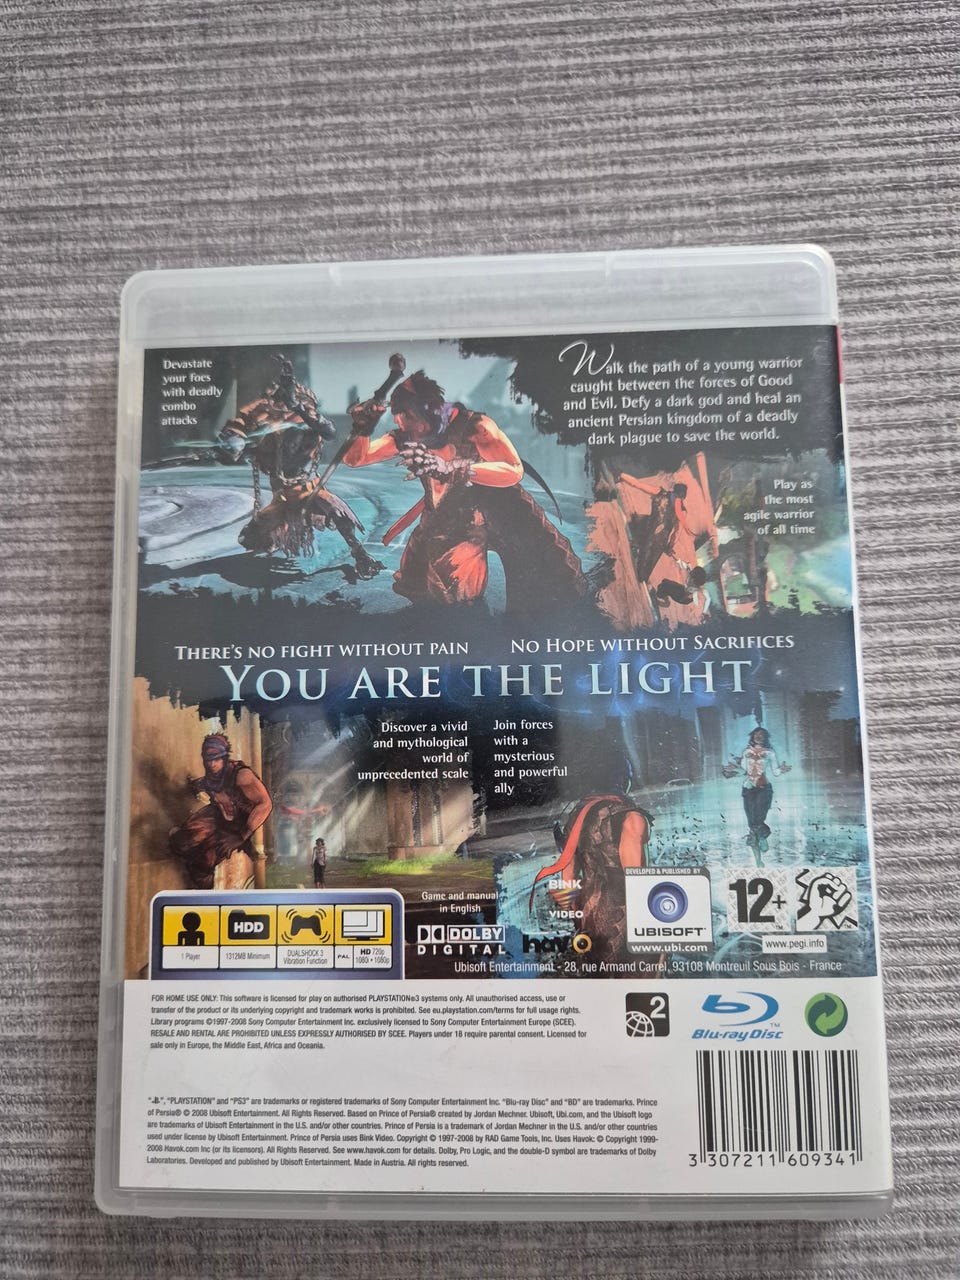 Devastate
your foes
with deadly
combo
attacks
Walk the path of a young warrior
caught between the forces of Good
and Evil. Defy a dark god and heal an
ancient Persian kingdom of a deadly
dark plague to save the world.
Play as
the most
agile warrior
of all time
THERE'S NO FIGHT WITHOUT PAIN NO HOPE WITHOUT SACRIFICES
YOU ARE THE LIGHT
Discover a vivid
and mythological
world of
unprecedented scale
Join forces
with a
mysterious
and powerful
ally
Game and manual
in English
BINK
VIDEO
DOLBY
DIGITAL
havok
DEVELOPED & PUBLISHED BY
UBISOFT
www.ubi.com
12+
www.pegi.info
HDD
1 Player
1312MB Minimum
DUALSHOCK 3
Vibration Function
PAL
HD 720p
1080i • 1080p
Ubisoft Entertainment - 28, rue Armand Carrel, 93108 Montreuil Sous Bois - France
FOR HOME USE ONLY: This software is licensed for play on authorised PLAYSTATION®3 systems only. All unauthorised access, use or
transfer of the product or its underlying copyright and trademark works is prohibited. See eu.playstation.com/terms for full usage rights.
Library programs ©1997-2008 Sony Computer Entertainment Inc. exclusively licensed to Sony Computer Entertainment Europe (SCEE).
RESALE AND RENTAL ARE PROHIBITED UNLESS EXPRESSLY AUTHORISED BY SCEE. Players under 18 require parental consent. Licensed for
sale only in Europe, the Middle East, Africa and Oceania.
2
Blu-ray Disc
TM
"PLAYSTATION" and "PS3" are trademarks or registered trademarks of Sony Computer Entertainment Inc. "Blu-ray Disc" and "BD" are trademarks. Prince
of Persia® © 2008 Ubisoft Entertainment. All Rights Reserved. Based on Prince of Persia® created by Jordan Mechner. Ubisoft, Ubi.com, and the Ubisoft logo
are trademarks of Ubisoft Entertainment in the U.S. and/or other countries. Prince of Persia is a trademark of Jordan Mechner in the U.S. and/or other countries
used under license by Ubisoft Entertainment. Prince of Persia uses Bink Video. Copyright © 1997-2008 by RAD Game Tools, Inc. Uses Havok: © Copyright 1999-
2008 Havok.com Inc (or its licensors). All Rights Reserved. See www.havok.com for details. Dolby, Pro Logic, and the double-D symbol are trademarks of Dolby
Laboratories. Developed and published by Ubisoft Entertainment. Made in Austria. All rights reserved.
3 307211 609341